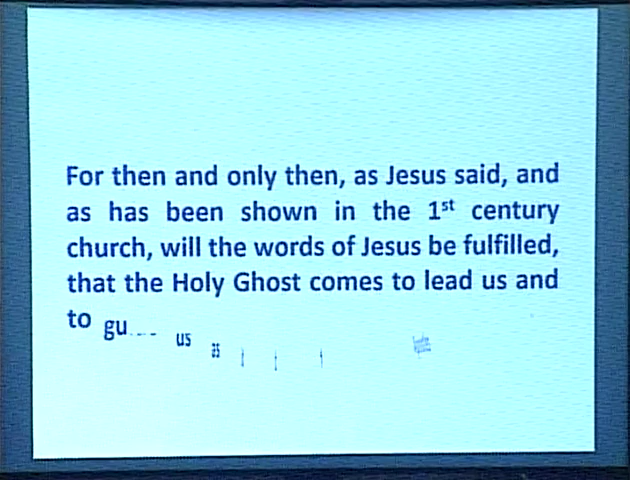 For then and only then, as Jesus said, and
as has been shown in the 1st century
church, will the words of Jesus be fulfilled,
that the Holy Ghost comes to lead us and
to us